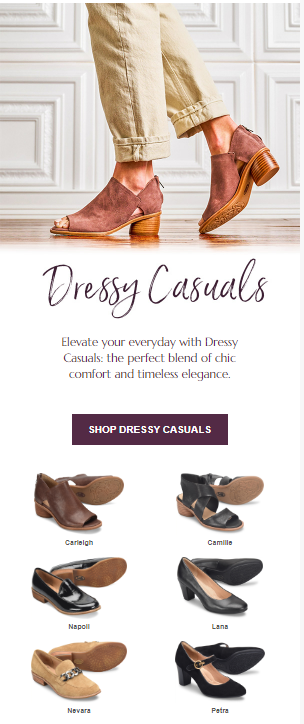 Dressy Casuals
Elevate your everyday with Dressy
Casuals: the perfect blend of chic
comfort and timeless elegance.
SHOP DRESSY CASUALS
Carleigh
Camille
Napoli
Lana
Nevara
Petra